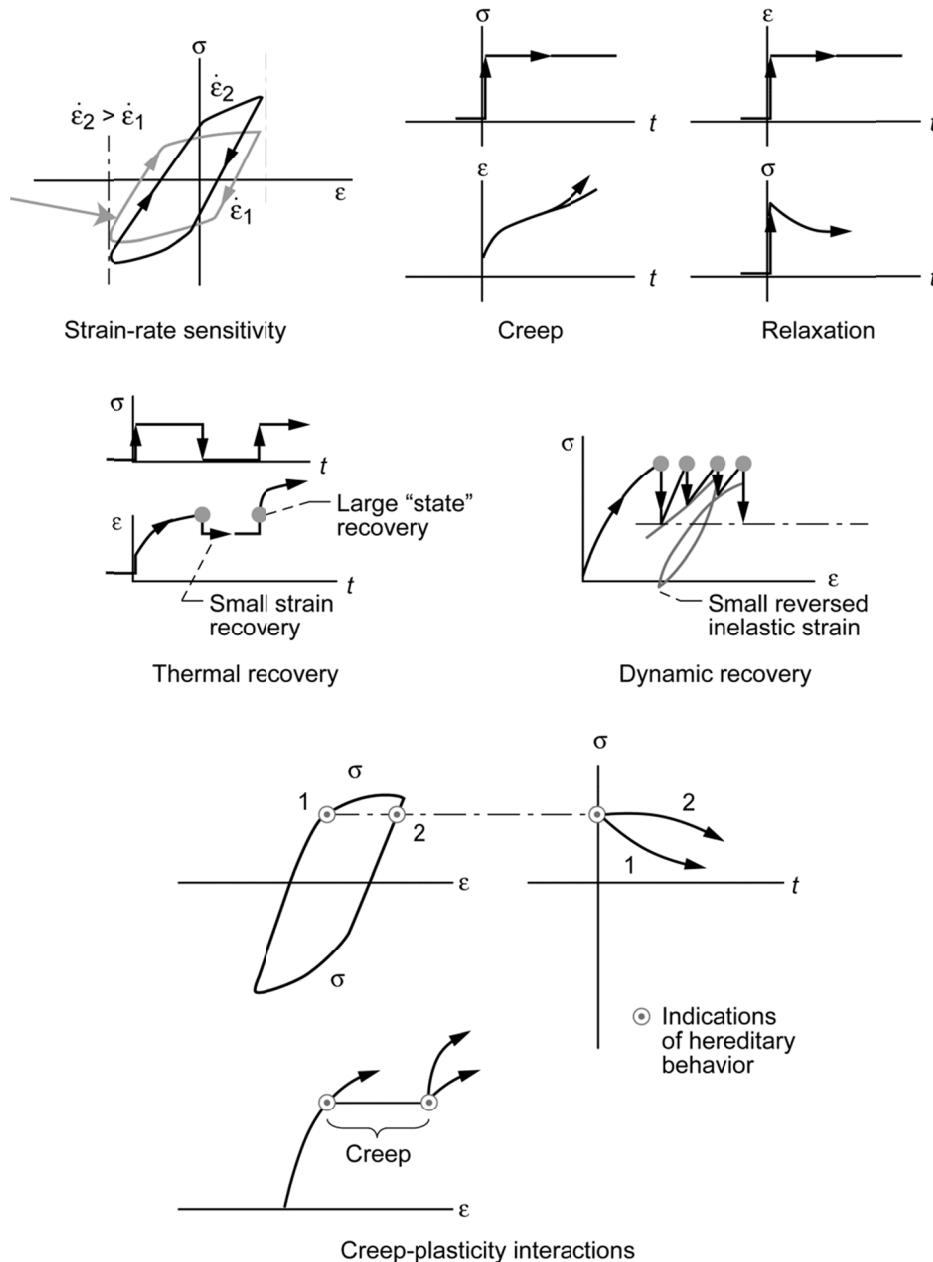 σ
ε̇₂
ε̇₂ > ε̇₁
ε
ε̇₁
Strain-rate sensitivity
σ
t
ε
t
Creep
ε
t
σ
t
Relaxation
σ
t
ε
t
Large “state”
recovery
Small strain
recovery
Thermal recovery
σ
ε
Small reversed
inelastic strain
Dynamic recovery
σ
1
2
ε
σ
σ
2
1
t
Indications
of hereditary
behavior
Creep
ε
Creep-plasticity interactions